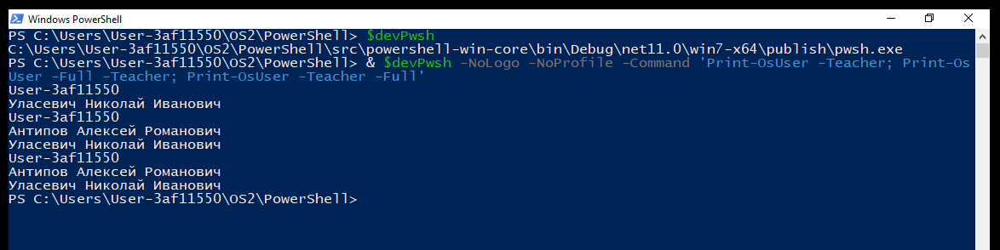 Windows PowerShell
PS C:\Users\User-3af11550\OS2\PowerShell> $devPwsh
C:\Users\User-3af11550\OS2\PowerShell\src\powershell-win-core\bin\Debug\net11.0\win7-x64\publish\pwsh.exe
PS C:\Users\User-3af11550\OS2\PowerShell> & $devPwsh -NoLogo -NoProfile -Command 'Print-OsUser -Teacher; Print-Os
User -Full -Teacher; Print-OsUser -Teacher -Full'
User-3af11550
Уласевич Николай Иванович
User-3af11550
Антипов Алексей Романович
Уласевич Николай Иванович
User-3af11550
Антипов Алексей Романович
Уласевич Николай Иванович
PS C:\Users\User-3af11550\OS2\PowerShell>